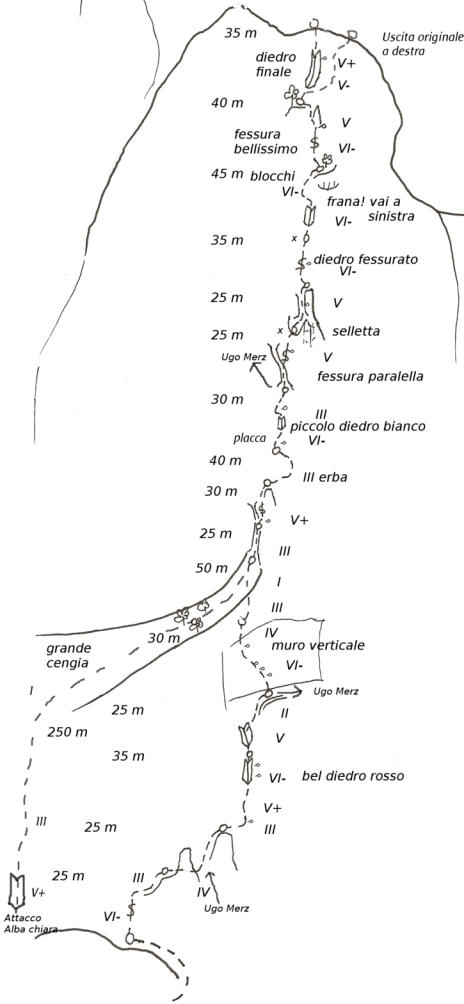 35 m
Uscita originale
a destra
diedro
finale
V+
V-
40 m
V
fessura
bellissimo
VI-
45 m
blocchi
VI-
frana! vai a
sinistra
VI-
35 m
x
diedro fessurato
VI-
25 m
V
25 m
x
selletta
Ugo Merz
V
fessura paralella
30 m
III
piccolo diedro bianco
placca
VI-
40 m
III erba
30 m
V+
25 m
III
50 m
I
III
30 m
IV
muro verticale
grande
cengia
VI-
I
Ugo Merz
25 m
II
250 m
V
35 m
VI-
bel diedro rosso
V+
III
25 m
III
25 m
III
V+
IV
Attacco
Alba chiara
VI-
Ugo Merz